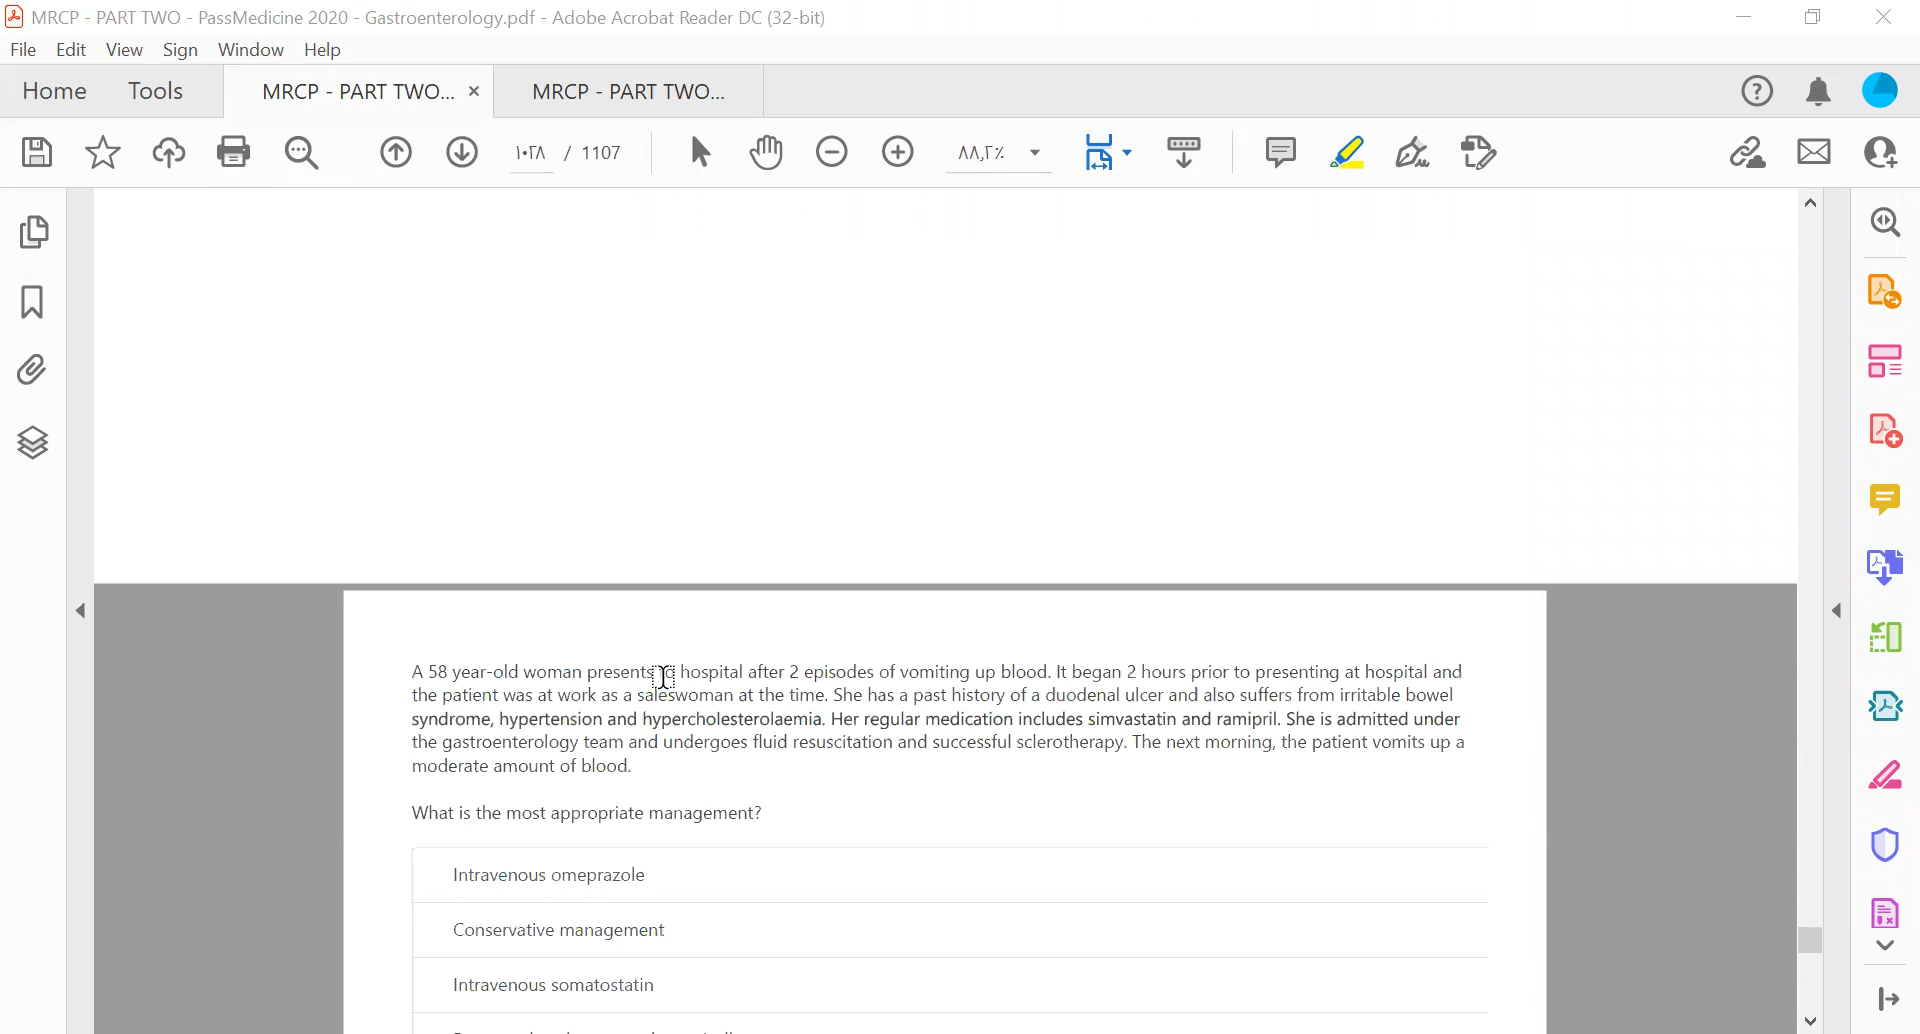 MRCP - PART TWO - PassMedicine 2020 - Gastroenterology.pdf - Adobe Acrobat Reader DC (32-bit)
File Edit View Sign Window Help
Home Tools MRCP - PART TWO... × MRCP - PART TWO...
١٠٢٨ / 1107 ٨٨,٢٪
A 58 year-old woman presents hospital after 2 episodes of vomiting up blood. It began 2 hours prior to presenting at hospital and
the patient was at work as a saleswoman at the time. She has a past history of a duodenal ulcer and also suffers from irritable bowel
syndrome, hypertension and hypercholesterolaemia. Her regular medication includes simvastatin and ramipril. She is admitted under
the gastroenterology team and undergoes fluid resuscitation and successful sclerotherapy. The next morning, the patient vomits up a
moderate amount of blood.
What is the most appropriate management?
Intravenous omeprazole
Conservative management
Intravenous somatostatin